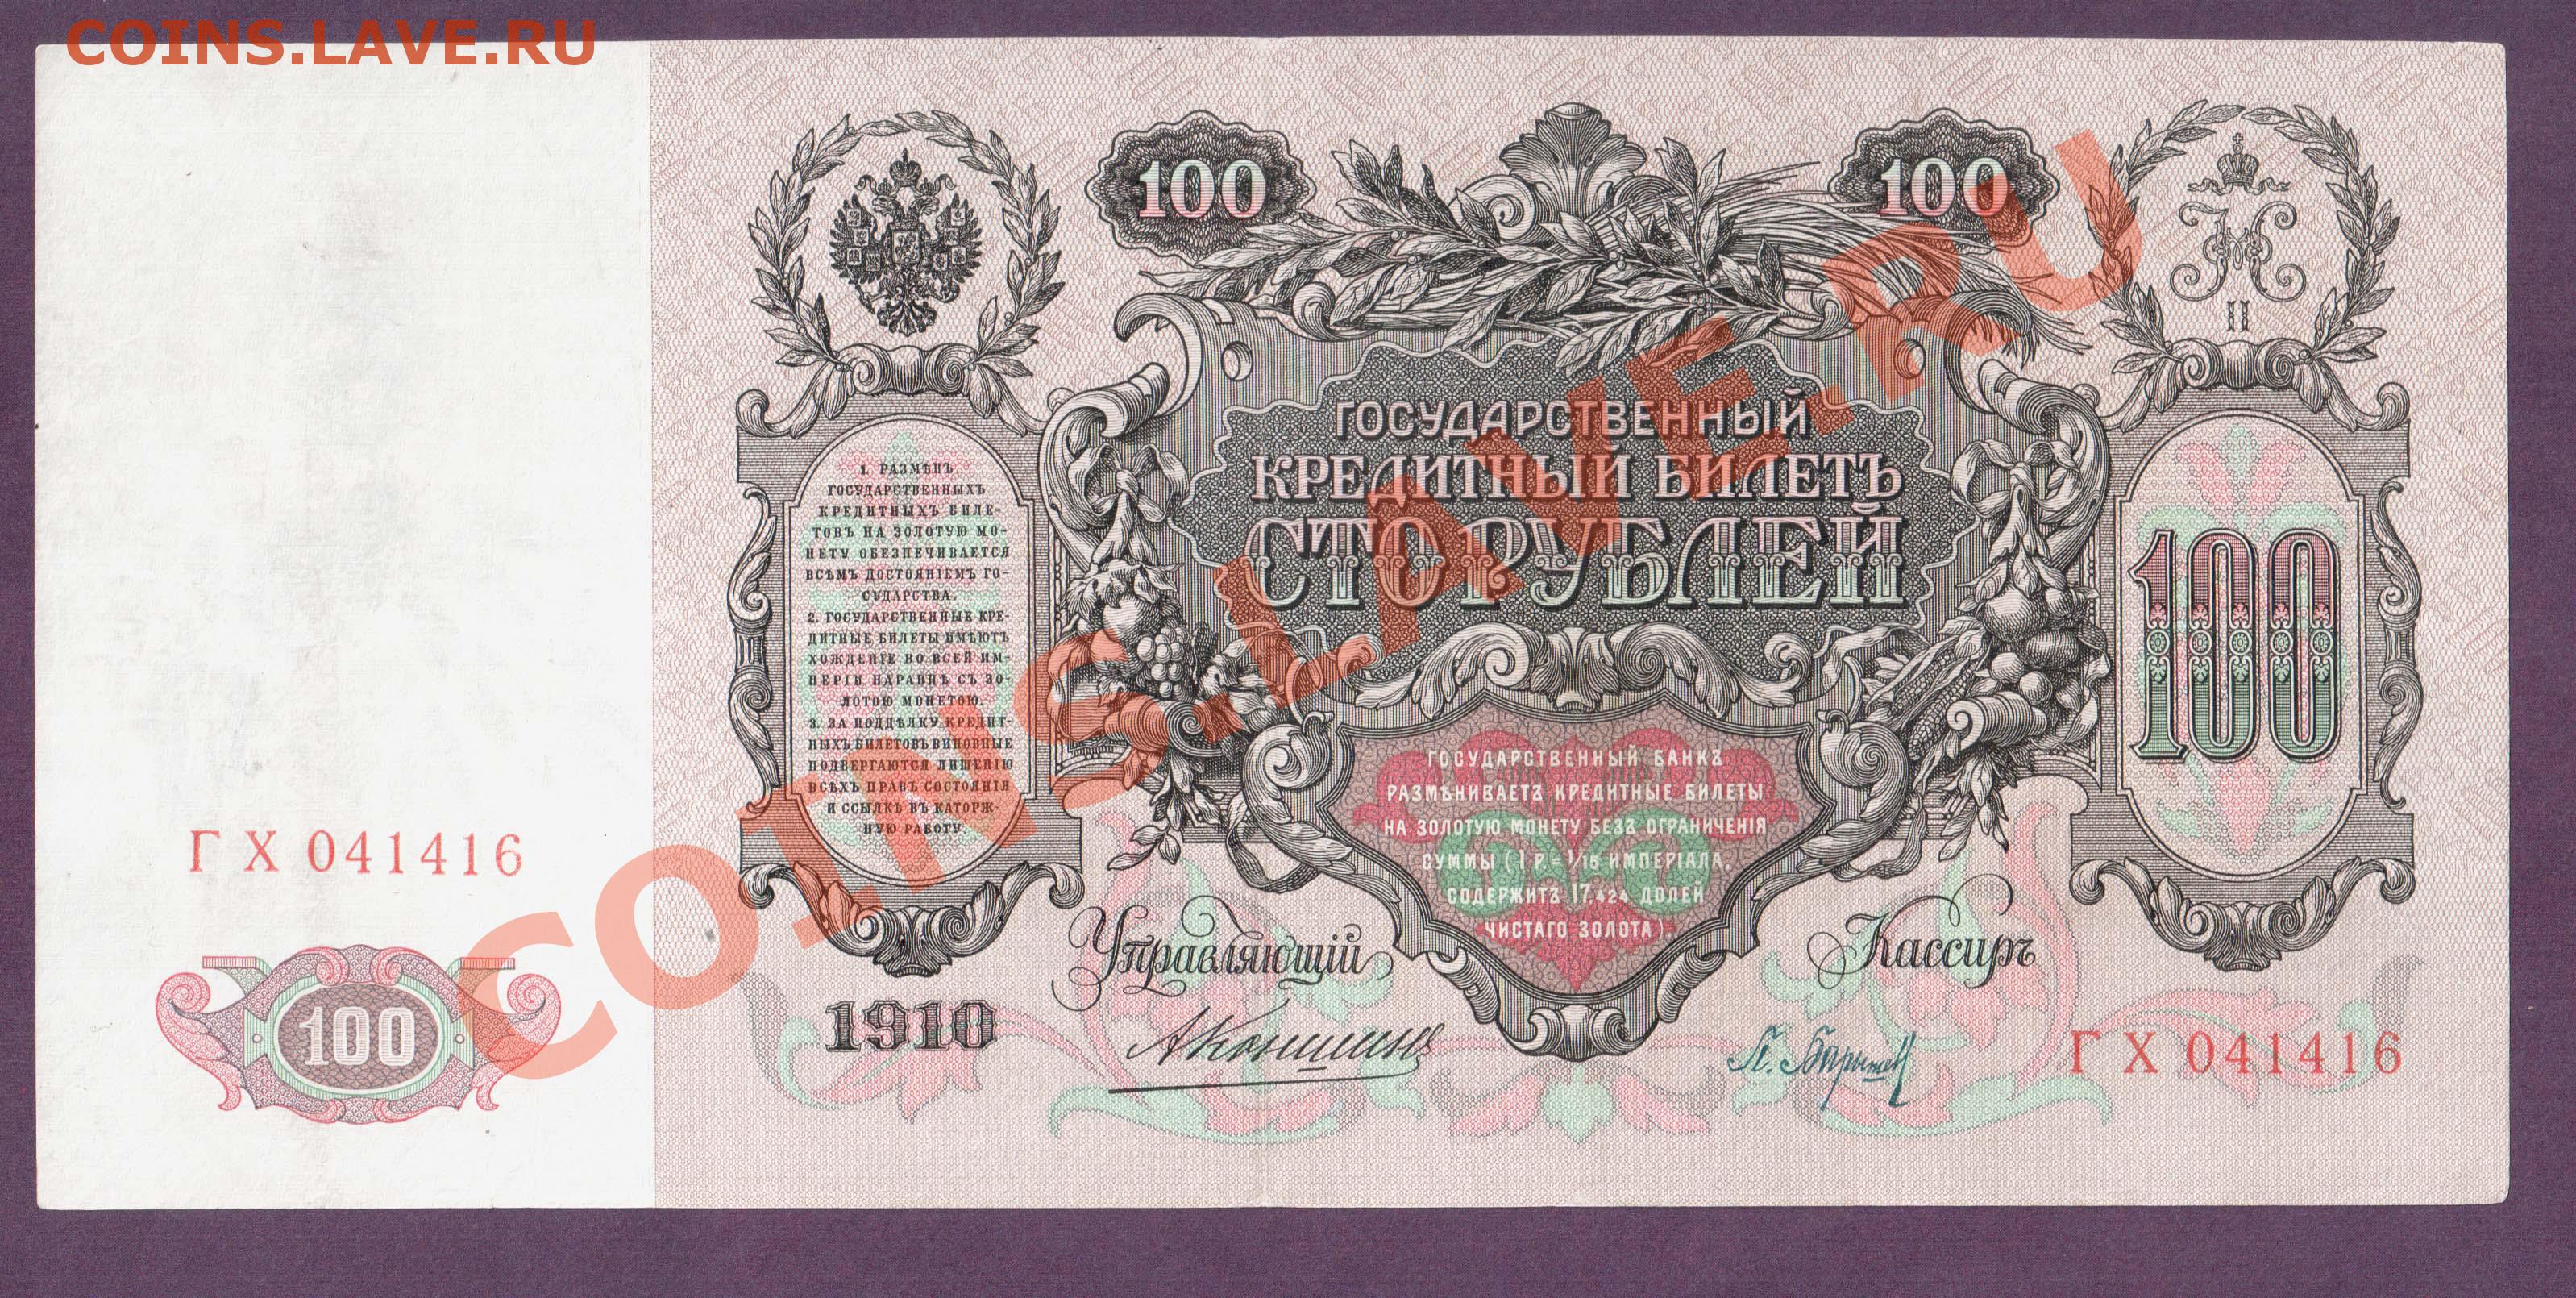 COINS.LAVE.RU
100
100
Н
II
ГОСУДАРСТВЕННЫЙ
КРЕДИТНЫЙ БИЛЕТЪ
СТО РУБЛЕЙ
1. РАЗМѢНЪ
ГОСУДАРСТВЕННЫХЪ
КРЕДИТНЫХЪ БИЛЕ-
ТОВЪ НА ЗОЛОТУЮ МО-
НЕТУ ОБЕЗПЕЧИВАЕТСЯ
ВСѢМЪ ДОСТОЯНІЕМЪ ГО-
СУДАРСТВА.
2. ГОСУДАРСТВЕННЫЕ КРЕ-
ДИТНЫЕ БИЛЕТЫ ИМѢЮТЪ
ХОЖДЕНІЕ ВО ВСЕЙ ИМ-
ПЕРІИ НАРАВНѢ СЪ ЗО-
ЛОТОЮ МОНЕТОЮ.
3. ЗА ПОДДѢЛКУ КРЕДИТ-
НЫХЪ БИЛЕТОВЪ ВИНОВНЫЕ
ПОДВЕРГАЮТСЯ ЛИШЕНІЮ
ВСѢХЪ ПРАВЪ СОСТОЯНІЯ
И ССЫЛКѢ ВЪ КАТОРЖ-
НУЮ РАБОТУ
100
ГОСУДАРСТВЕННЫЙ БАНКЪ
РАЗМѢНИВАЕТЪ КРЕДИТНЫЕ БИЛЕТЫ
НА ЗОЛОТУЮ МОНЕТУ БЕЗЪ ОГРАНИЧЕНІЯ
СУММЫ (1 Р.= 1/15 ИМПЕРІАЛА,
СОДЕРЖИТЪ 17,424 ДОЛЕЙ
ЧИСТАГО ЗОЛОТА).
ГХ 041416
100
Управляющій
Кассиръ
1910
АКоншинъ
ГХ 041416
COINS.LAVE.RU